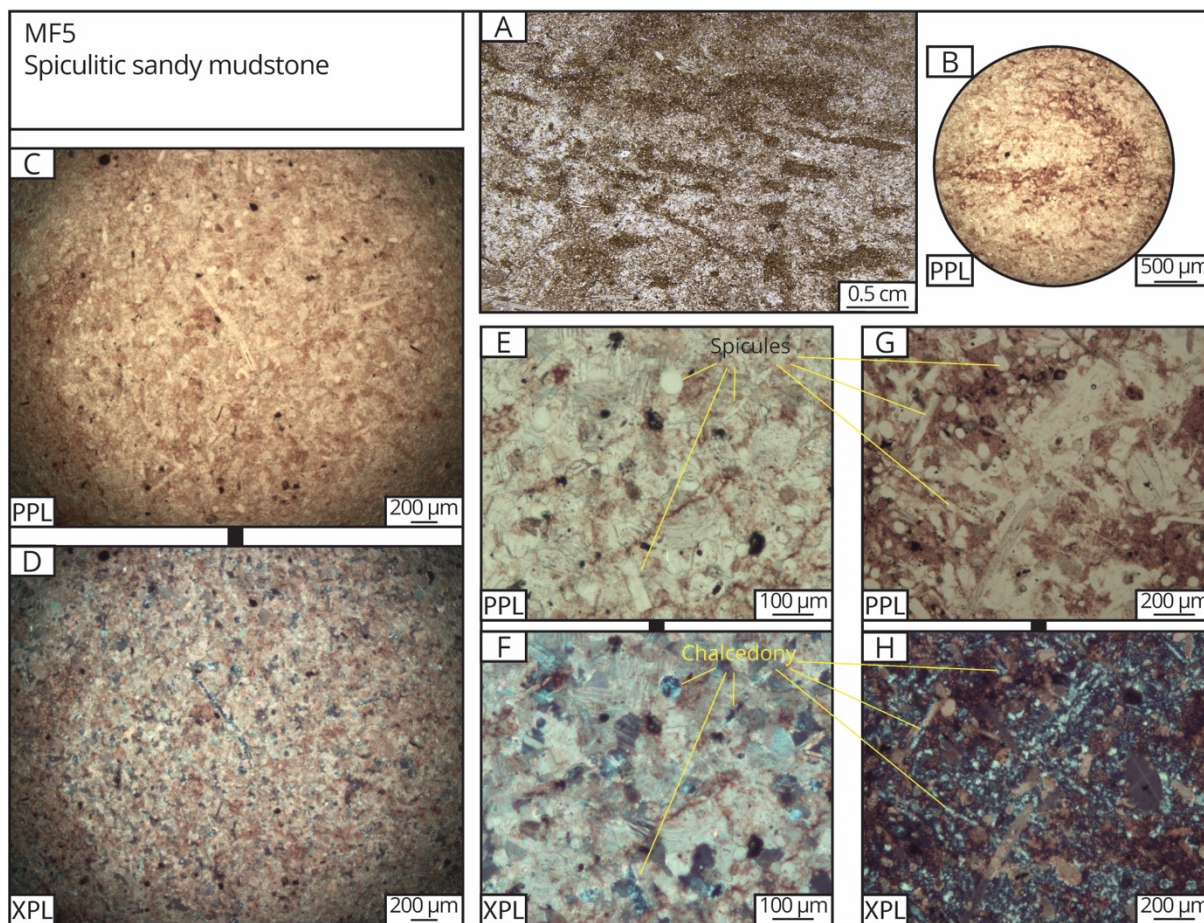 MF5
Spiculitic sandy mudstone
A
0.5 cm
B
PPL
500 µm
C
PPL
200 µm
D
XPL
200 µm
E
Spicules
PPL
100 µm
F
Chalcedony
XPL
100 µm
G
PPL
200 µm
H
XPL
200 µm